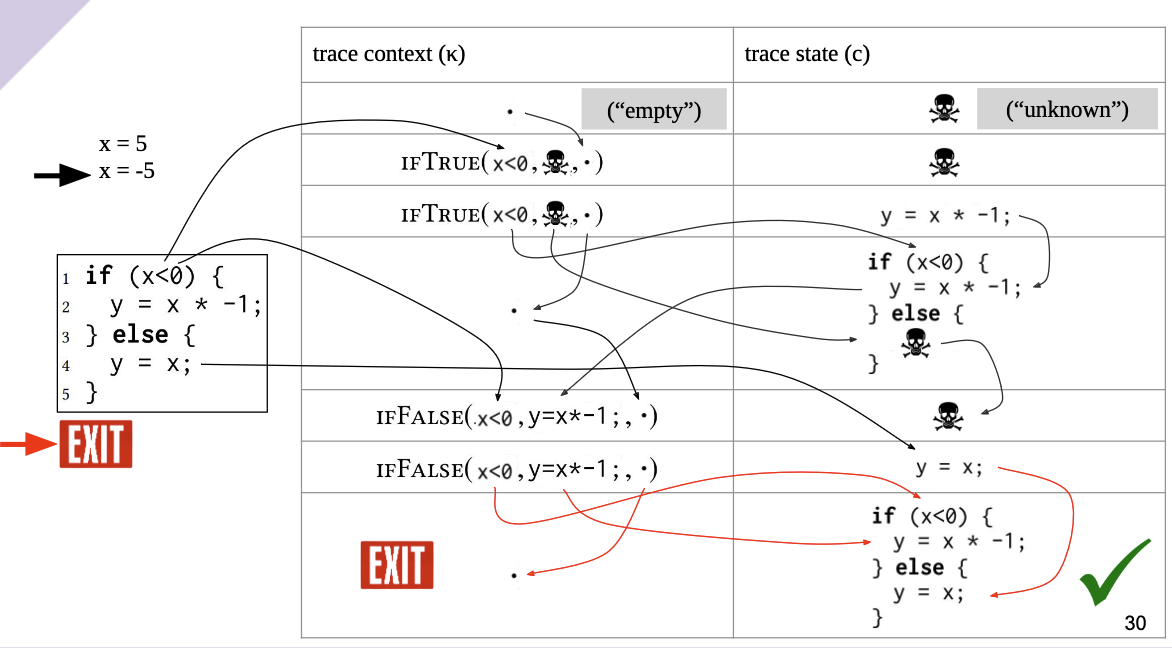 trace context (κ)
trace state (c)
· (“empty”)
(“unknown”)
x = 5
x = -5
IFTRUE(x<0, , ·)
IFTRUE(x<0, , ·)
y = x * -1;
1 if (x<0) {
2 y = x * -1;
3 } else {
4 y = x;
5 }
EXIT
·
if (x<0) {
y = x * -1;
} else {
}
IFFALSE(x<0,y=x*-1;, ·)
IFFALSE(x<0,y=x*-1;, ·)
y = x;
EXIT ·
if (x<0) {
y = x * -1;
} else {
y = x;
}
30